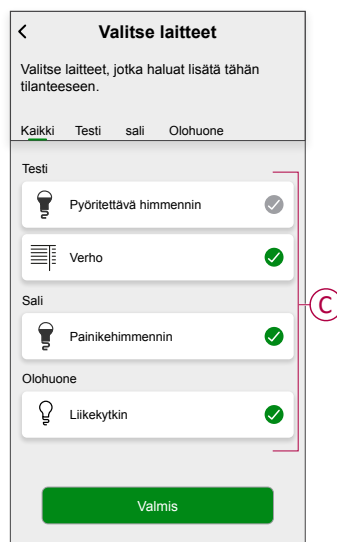 Valitse laitteet
Valitse laitteet, jotka haluat lisätä tähän
tilanteeseen.
Kaikki Testi sali Olohuone
Testi
Pyöritettävä himmennin
Verho
C
Sali
Painikehimmennin
Olohuone
Liikekytkin
Valmis